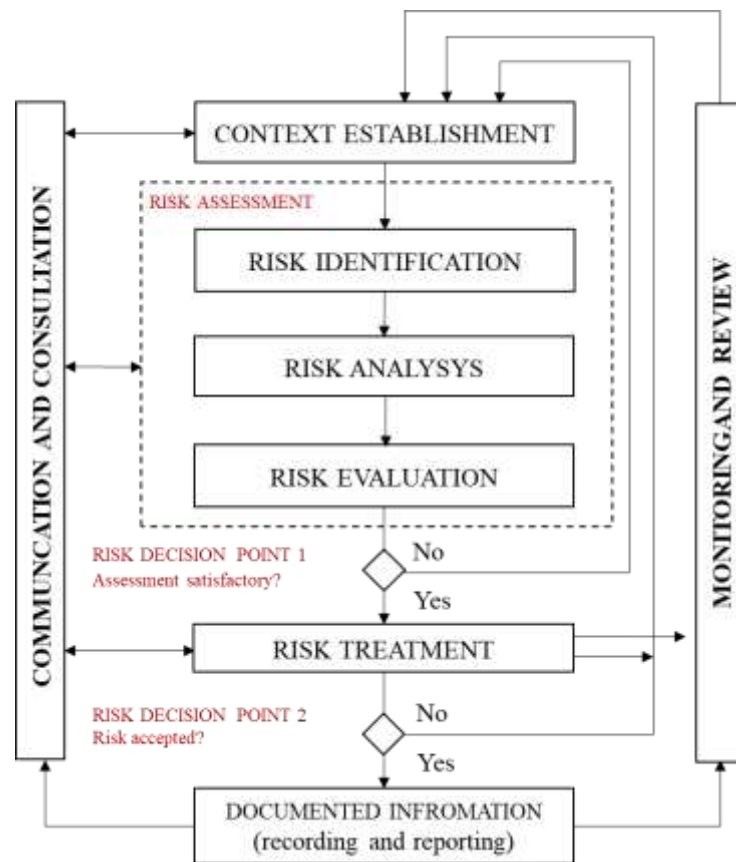 CONTEXT ESTABLISHMENT
RISK ASSESSMENT
RISK IDENTIFICATION
RISK ANALYSYS
RISK EVALUATION
RISK DECISION POINT 1
Assessment satisfactory?
No
Yes
RISK TREATMENT
RISK DECISION POINT 2
Risk accepted?
No
Yes
DOCUMENTED INFROMATION
(recording and reporting)
COMMUNCATION AND CONSULTATION
MONITORINGAND REVIEW